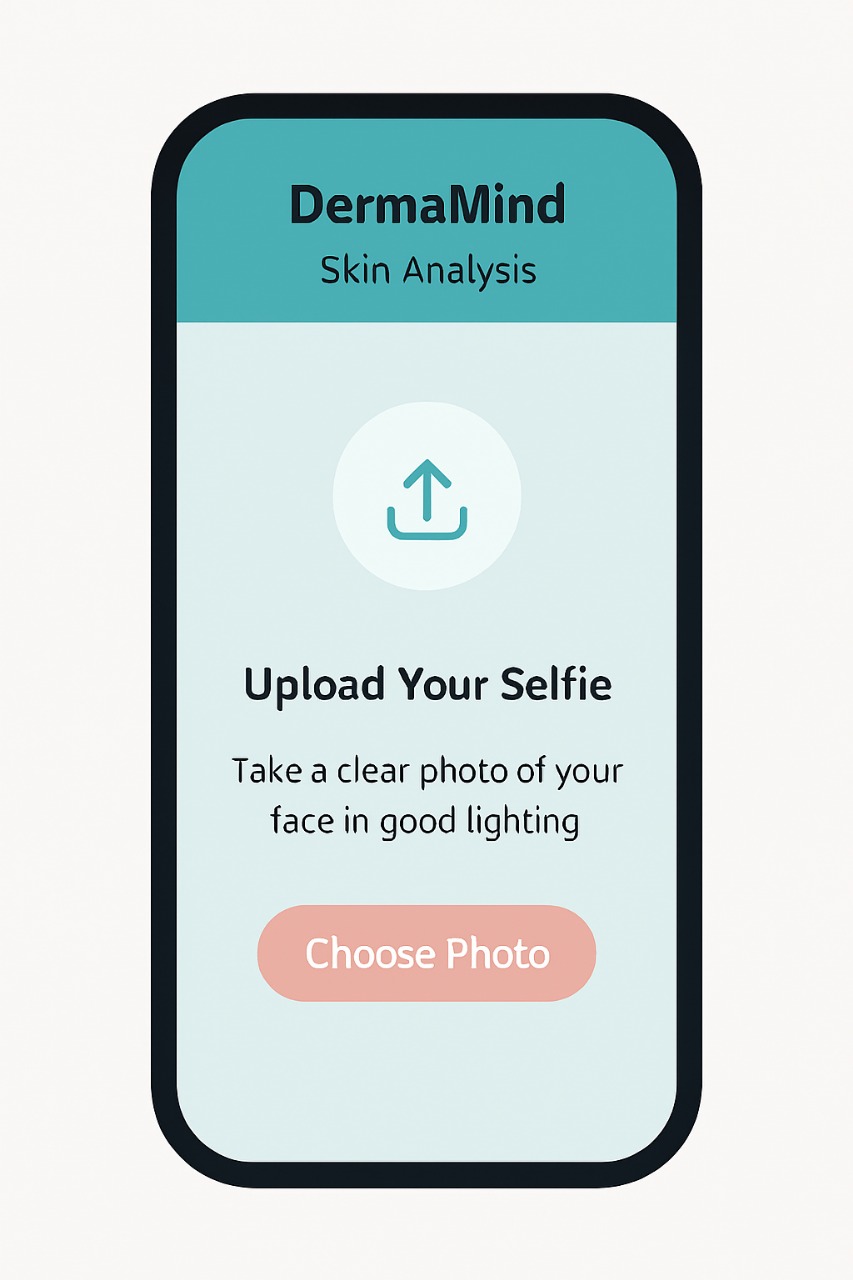 DermaMind
Skin Analysis
Upload Your Selfie
Take a clear photo of your
face in good lighting
Choose Photo